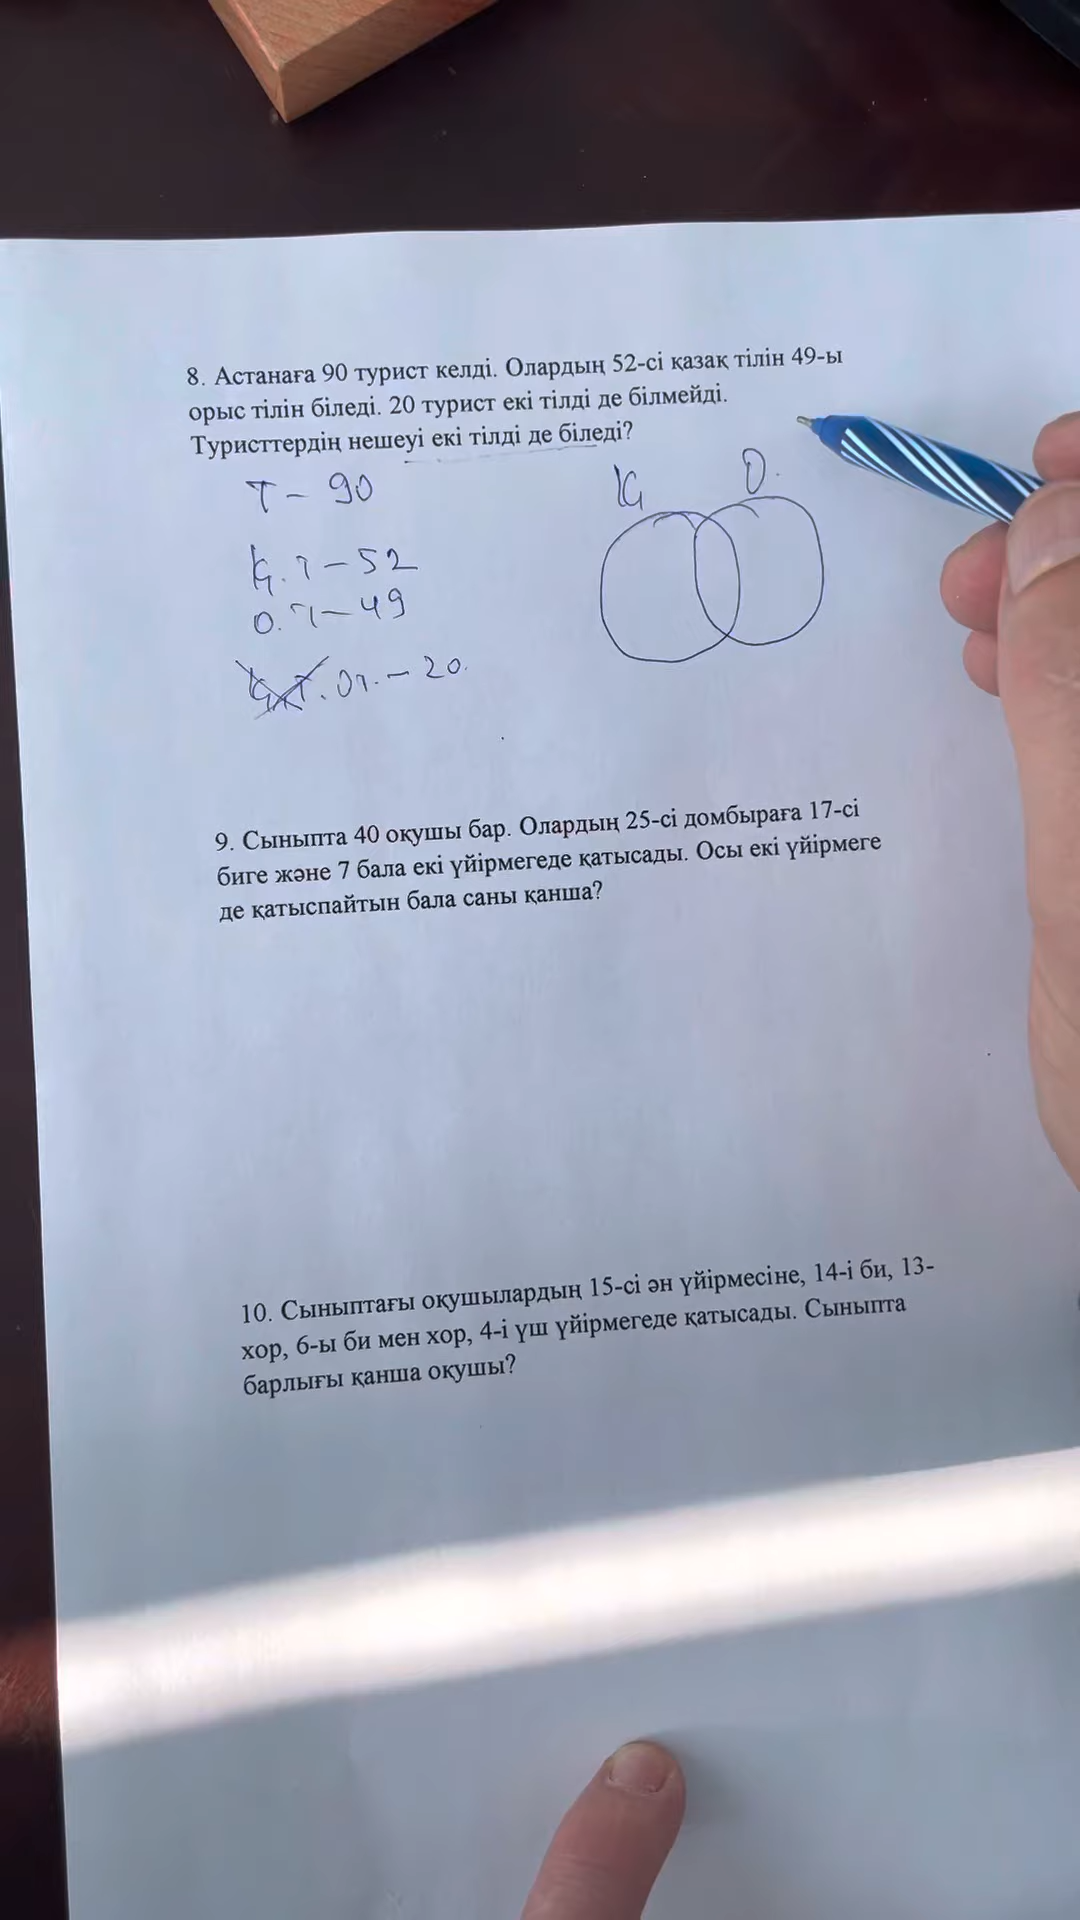 8. Астанаға 90 турист келді. Олардың 52-сі қазақ тілін 49-ы
орыс тілін біледі. 20 турист екі тілді де білмейді.
Туристтердің нешеуі екі тілді де біледі?
Т – 90
Қ О.
Қ.т – 52
О.т – 49
От. – 20.
9. Сыныпта 40 оқушы бар. Олардың 25-сі домбыраға 17-сі
биге және 7 бала екі үйірмегеде қатысады. Осы екі үйірмеге
де қатыспайтын бала саны қанша?
10. Сыныптағы оқушылардың 15-сі ән үйірмесіне, 14-і би, 13-
хор, 6-ы би мен хор, 4-і үш үйірмегеде қатысады. Сыныпта
барлығы қанша оқушы?